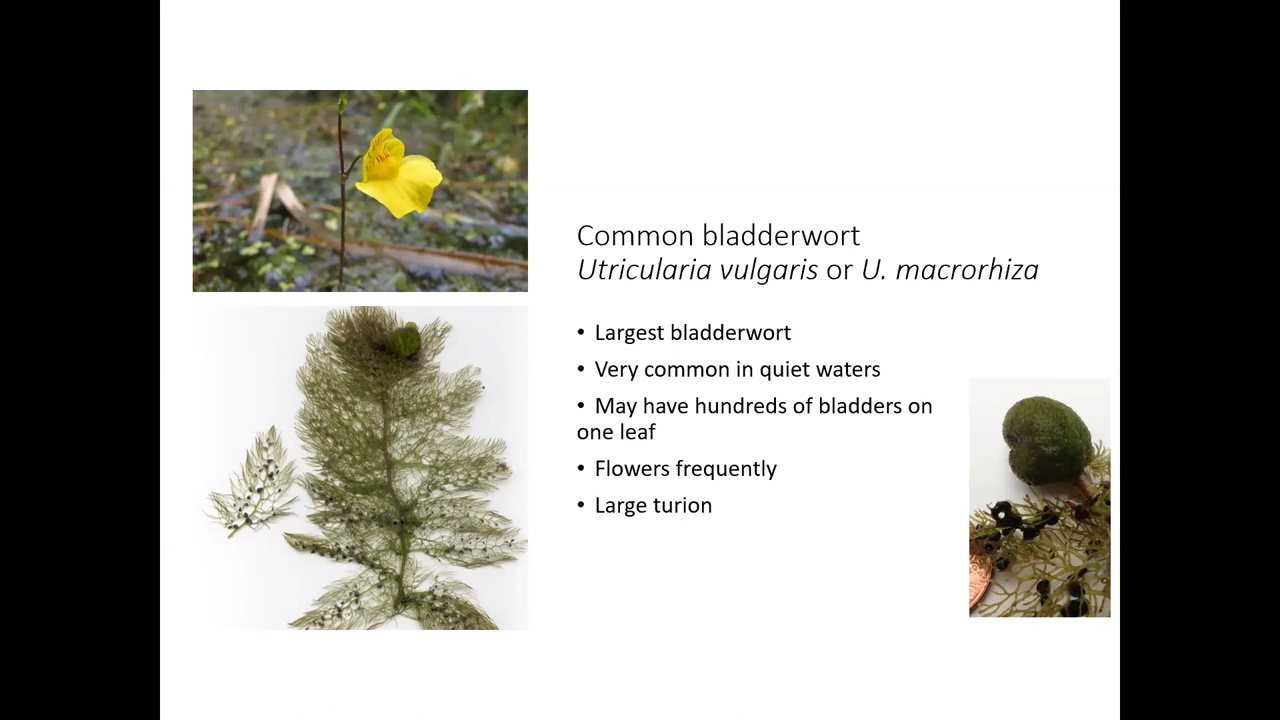 Common bladderwort
Utricularia vulgaris or U. macrorhiza
• Largest bladderwort
• Very common in quiet waters
• May have hundreds of bladders on
one leaf
• Flowers frequently
• Large turion